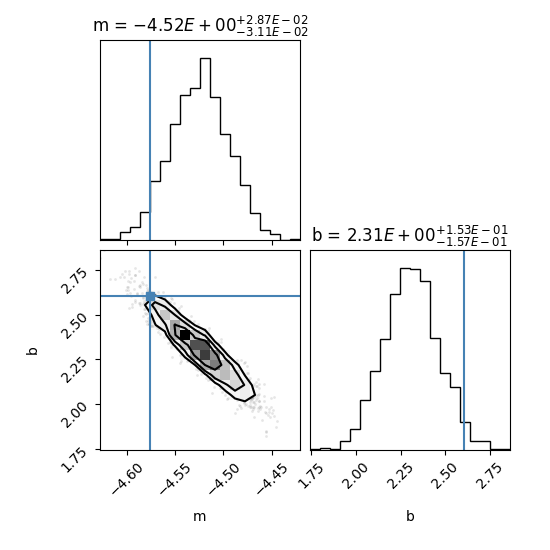 m = −4.52E + 00+2.87E−02
−3.11E−02
b = 2.31E + 00+1.53E−01
−1.57E−01
2.75
2.50
2.25
2.00
1.75
b
−4.60 −4.55 −4.50 −4.45
m
1.75 2.00 2.25 2.50 2.75
b